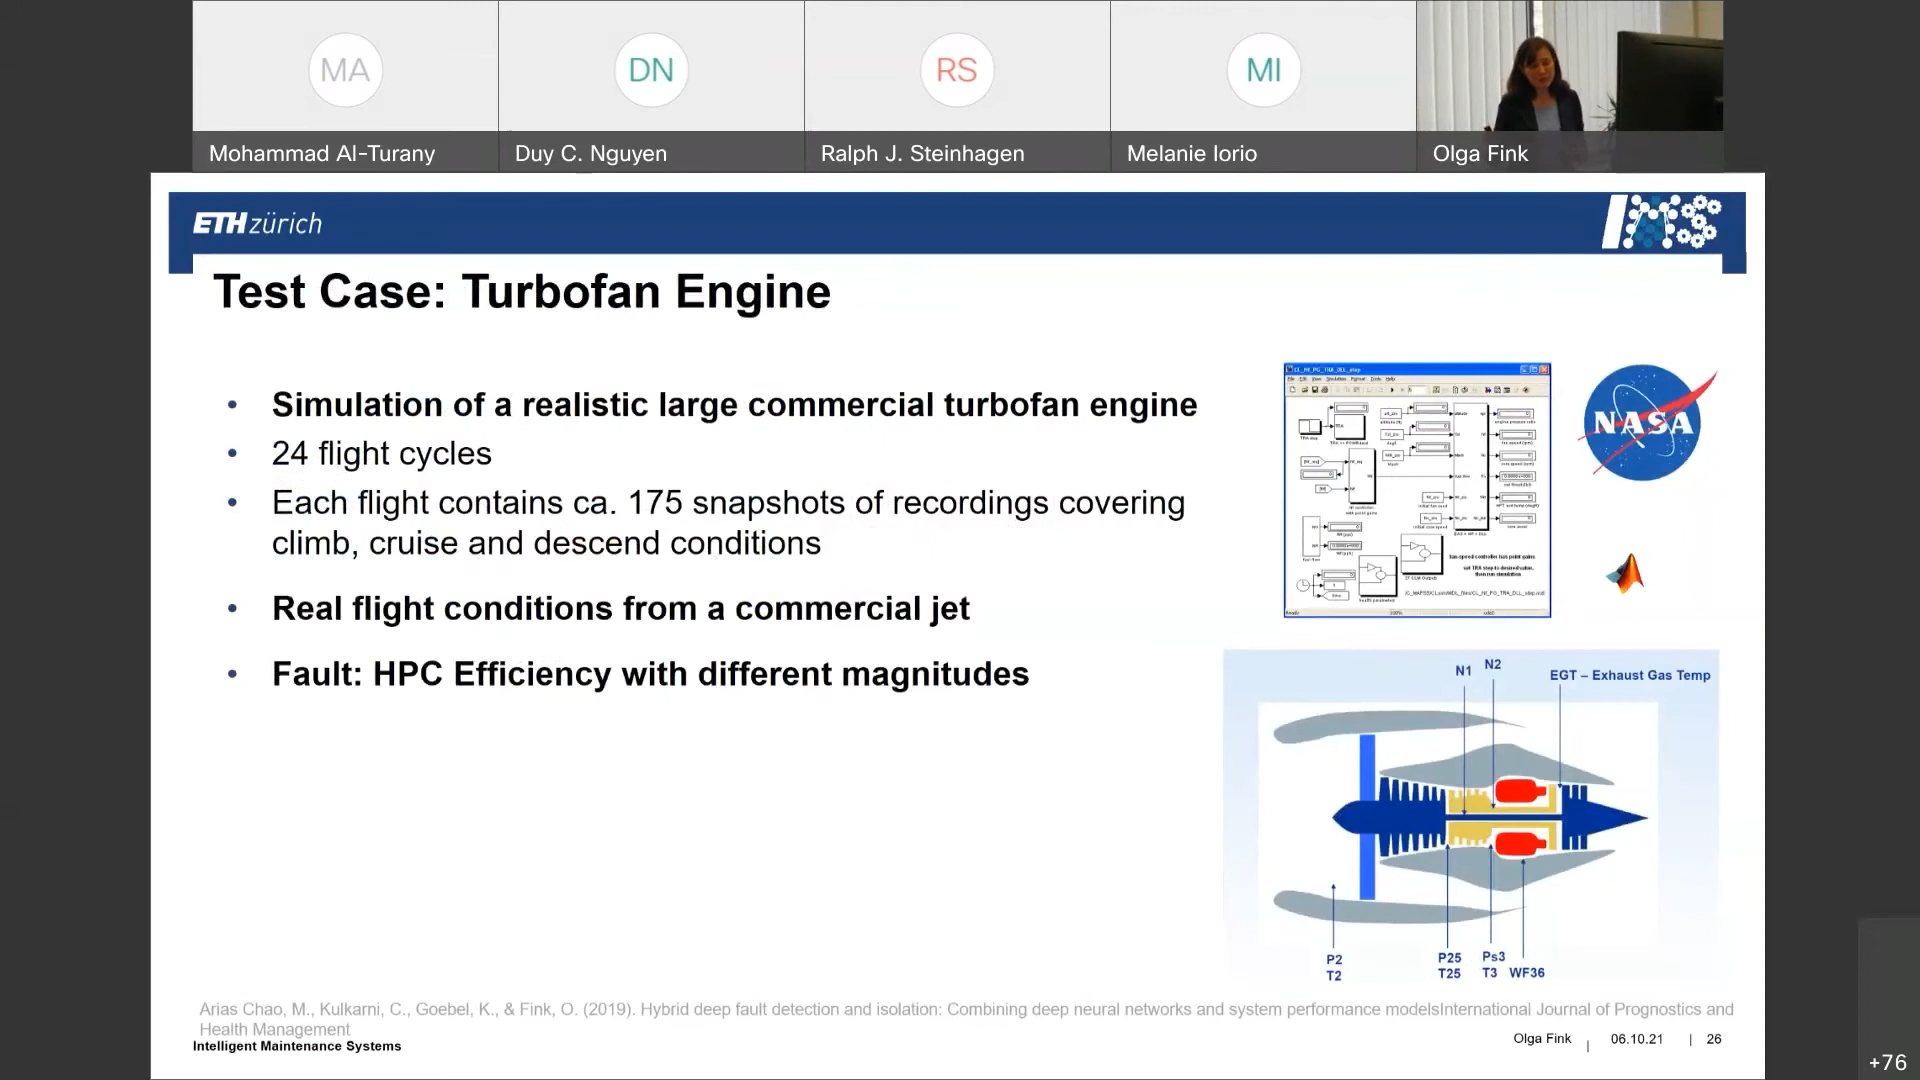 MA
DN
RS
MI
Mohammad Al-Turany
Duy C. Nguyen
Ralph J. Steinhagen
Melanie Iorio
Olga Fink
ETH zürich
Test Case: Turbofan Engine
• Simulation of a realistic large commercial turbofan engine
• 24 flight cycles
• Each flight contains ca. 175 snapshots of recordings covering
climb, cruise and descend conditions
• Real flight conditions from a commercial jet
• Fault: HPC Efficiency with different magnitudes
NASA
N1
N2
EGT – Exhaust Gas Temp
P2
T2
P25
T25
Ps3
T3
WF36
Arias Chao, M., Kulkarni, C., Goebel, K., & Fink, O. (2019). Hybrid deep fault detection and isolation: Combining deep neural networks and system performance modelsInternational Journal of Prognostics and
Health Management
Intelligent Maintenance Systems
Olga Fink | 06.10.21 | 26
+76